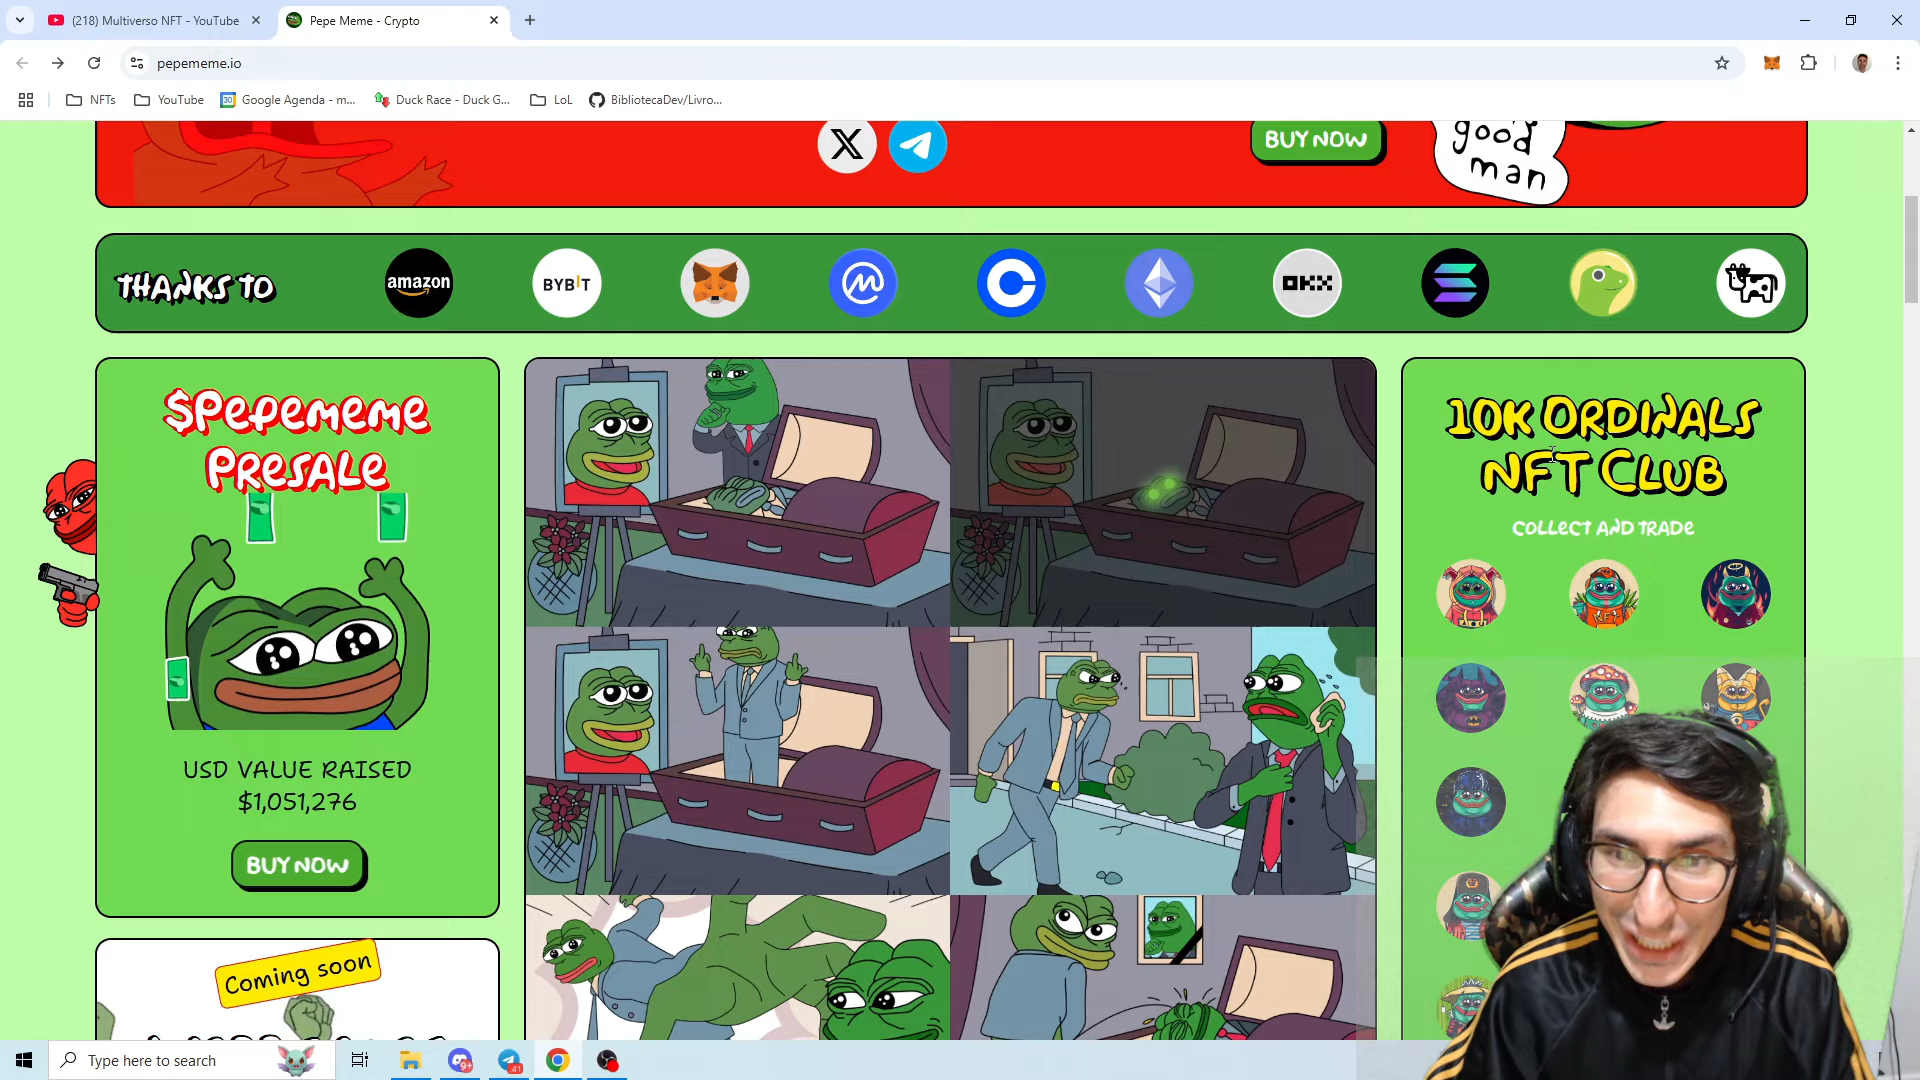 (218) Multiverso NFT - YouTube
Pepe Meme - Crypto
pepememe.io
NFTs
YouTube
Google Agenda - m...
Duck Race - Duck G...
LoL
BibliotecaDev/Livro...
BUY NOW
good
man
THANKS TO
amazon
BYBIT
OKX
$Pepememe
Presale
USD VALUE RAISED
$1,051,276
BUY NOW
Coming soon
10K ORDINALS
NFT CLUB
COLLECT AND TRADE
Type here to search
9+
41